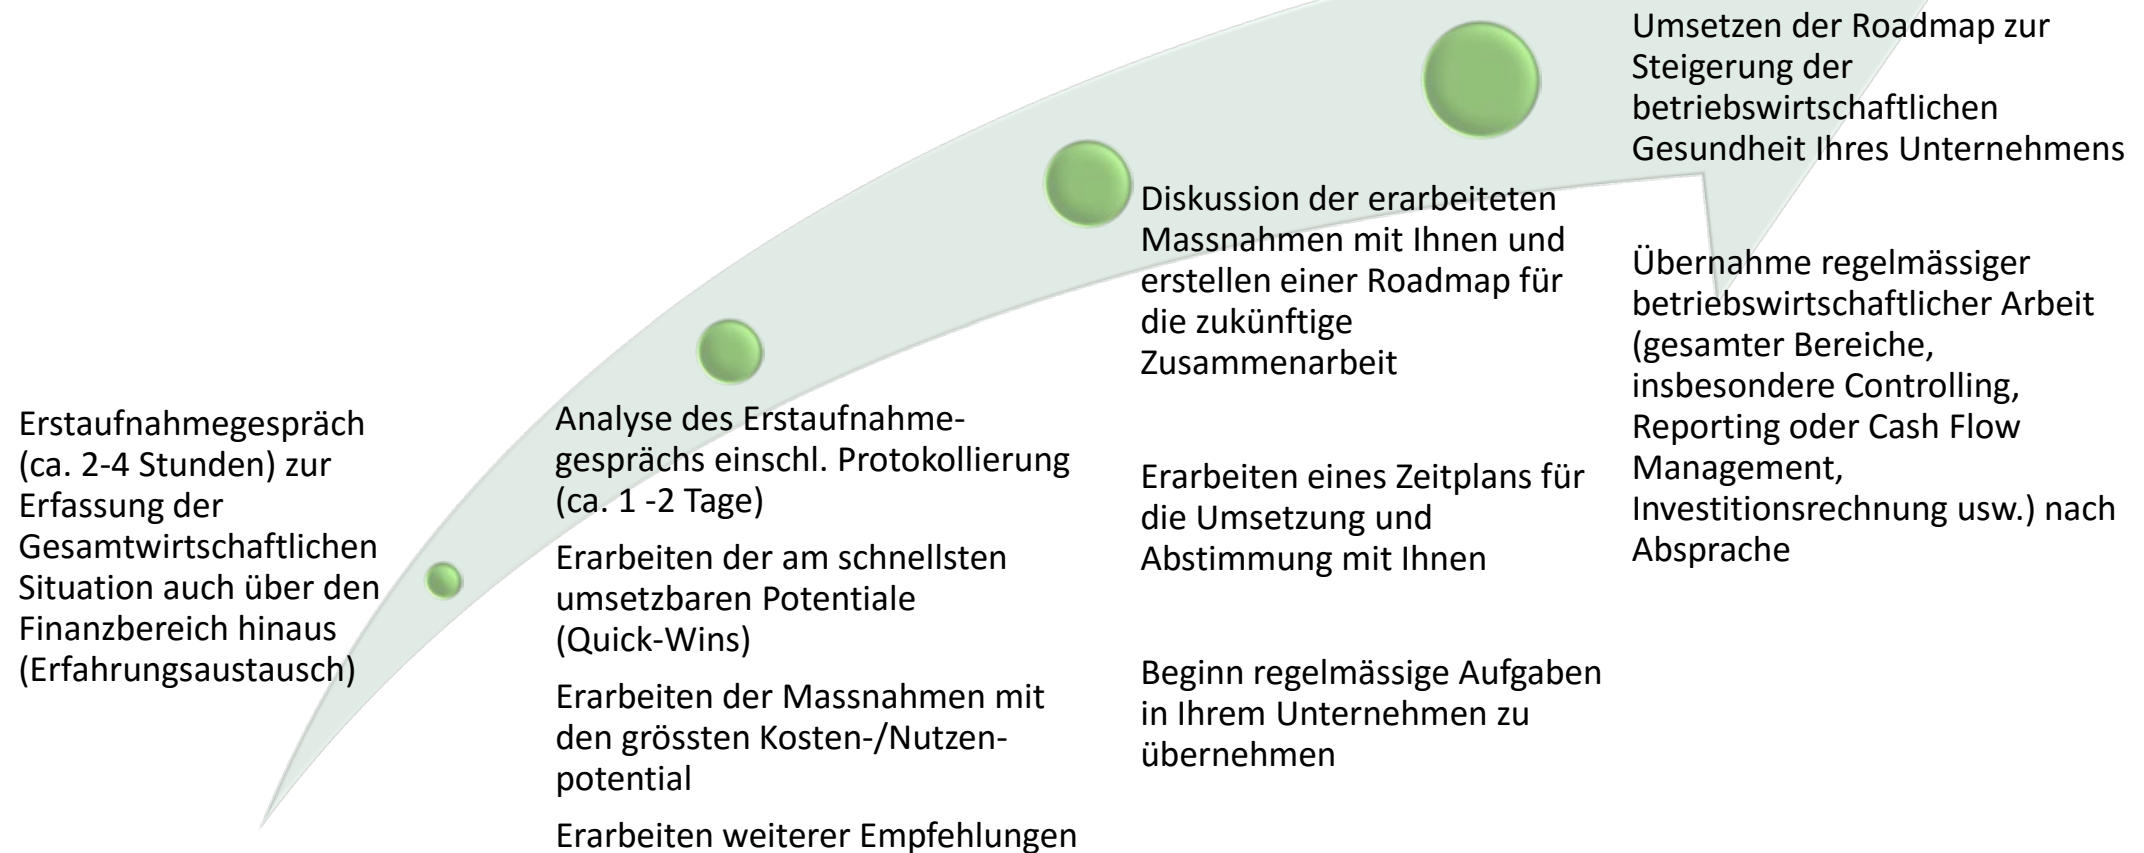 Erstaufnahmegespräch
(ca. 2-4 Stunden) zur
Erfassung der
Gesamtwirtschaftlichen
Situation auch über den
Finanzbereich hinaus
(Erfahrungsaustausch)
Analyse des Erstaufnahme-
gesprächs einschl. Protokollierung
(ca. 1 -2 Tage)
Erarbeiten der am schnellsten
umsetzbaren Potentiale
(Quick-Wins)
Erarbeiten der Massnahmen mit
den grössten Kosten-/Nutzen-
potential
Erarbeiten weiterer Empfehlungen
Diskussion der erarbeiteten
Massnahmen mit Ihnen und
erstellen einer Roadmap für
die zukünftige
Zusammenarbeit
Erarbeiten eines Zeitplans für
die Umsetzung und
Abstimmung mit Ihnen
Beginn regelmässige Aufgaben
in Ihrem Unternehmen zu
übernehmen
Umsetzen der Roadmap zur
Steigerung der
betriebswirtschaftlichen
Gesundheit Ihres Unternehmens
Übernahme regelmässiger
betriebswirtschaftlicher Arbeit
(gesamter Bereiche,
insbesondere Controlling,
Reporting oder Cash Flow
Management,
Investitionsrechnung usw.) nach
Absprache